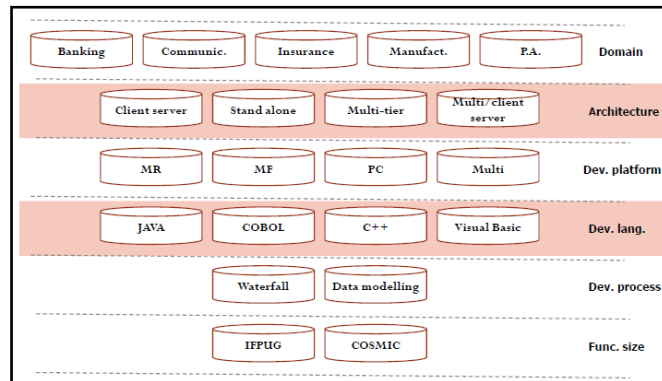 Banking Communic. Insurance Manufact. P.A. Domain
Client server Stand alone Multi-tier Multi/client server Architecture
MR MF PC Multi Dev. platform
JAVA COBOL C++ Visual Basic Dev. lang.
Waterfall Data modelling Dev. process
IFPUG COSMIC Func. size